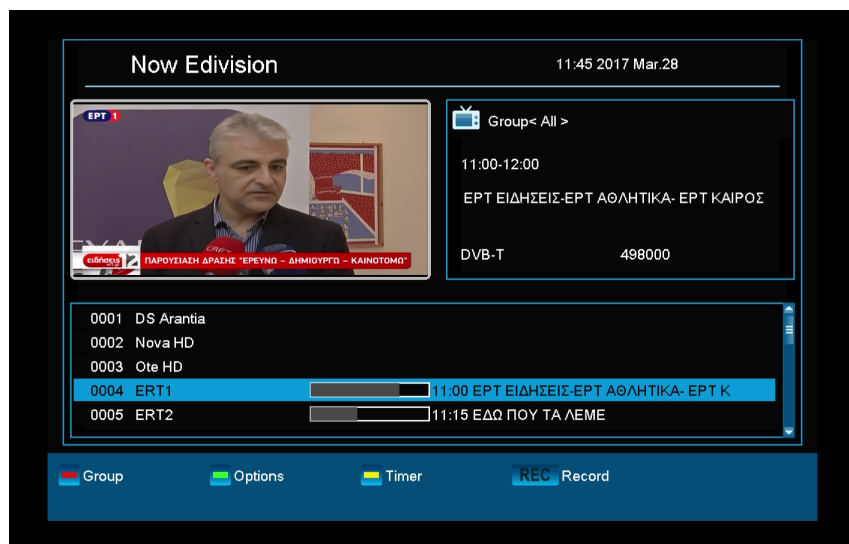 Now Edivision
11:45 2017 Mar.28
ΕΡΤ 1
ειδήσεις 12 ΠΑΡΟΥΣΙΑΣΗ ΔΡΑΣΗΣ "ΕΡΕΥΝΩ – ΔΗΜΙΟΥΡΓΩ – ΚΑΙΝΟΤΟΜΩ"
Group< All >
11:00-12:00
ΕΡΤ ΕΙΔΗΣΕΙΣ-ΕΡΤ ΑΘΛΗΤΙΚΑ- ΕΡΤ ΚΑΙΡΟΣ
DVB-T 498000
0001 DS Arantia
0002 Nova HD
0003 Ote HD
0004 ERT1 11:00 ΕΡΤ ΕΙΔΗΣΕΙΣ-ΕΡΤ ΑΘΛΗΤΙΚΑ- ΕΡΤ Κ
0005 ERT2 11:15 ΕΔΩ ΠΟΥ ΤΑ ΛΕΜΕ
Group Options Timer REC Record